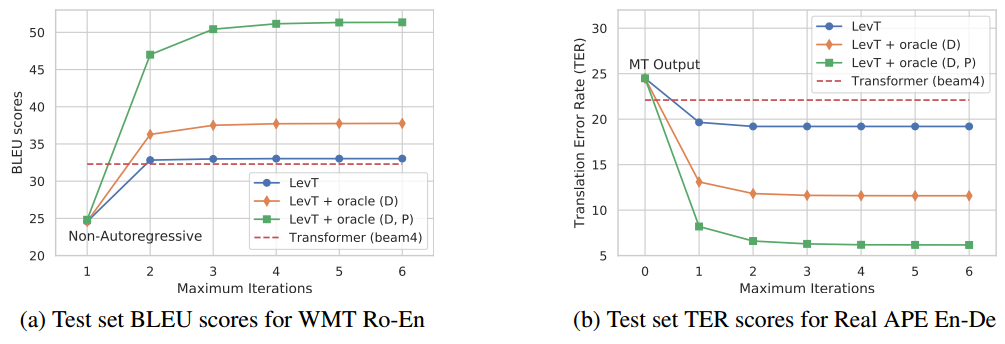 50
45
40
35
30
25
20
BLEU scores
Non-Autoregressive
LevT
LevT + oracle (D)
LevT + oracle (D, P)
Transformer (beam4)
1 2 3 4 5 6
Maximum Iterations
(a) Test set BLEU scores for WMT Ro-En
30
25
20
15
10
5
Translation Error Rate (TER)
MT Output
LevT
LevT + oracle (D)
LevT + oracle (D, P)
Transformer (beam4)
0 1 2 3 4 5 6
Maximum Iterations
(b) Test set TER scores for Real APE En-De